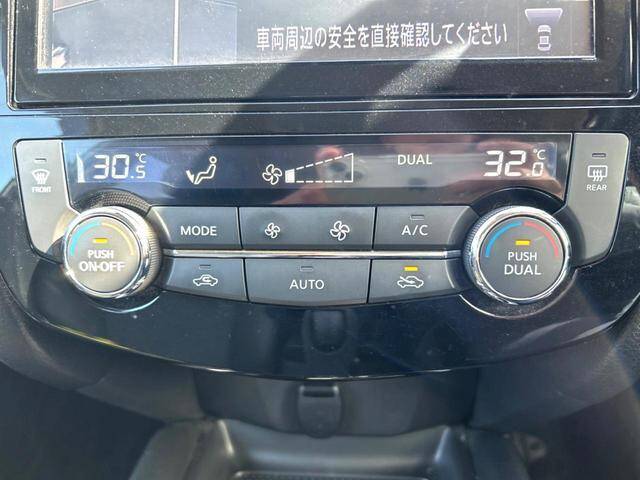 車両周辺の安全を直接確認してください
30.5°C
DUAL
32.0°C
FRONT
REAR
MODE
A/C
PUSH
ON·OFF
AUTO
PUSH
DUAL